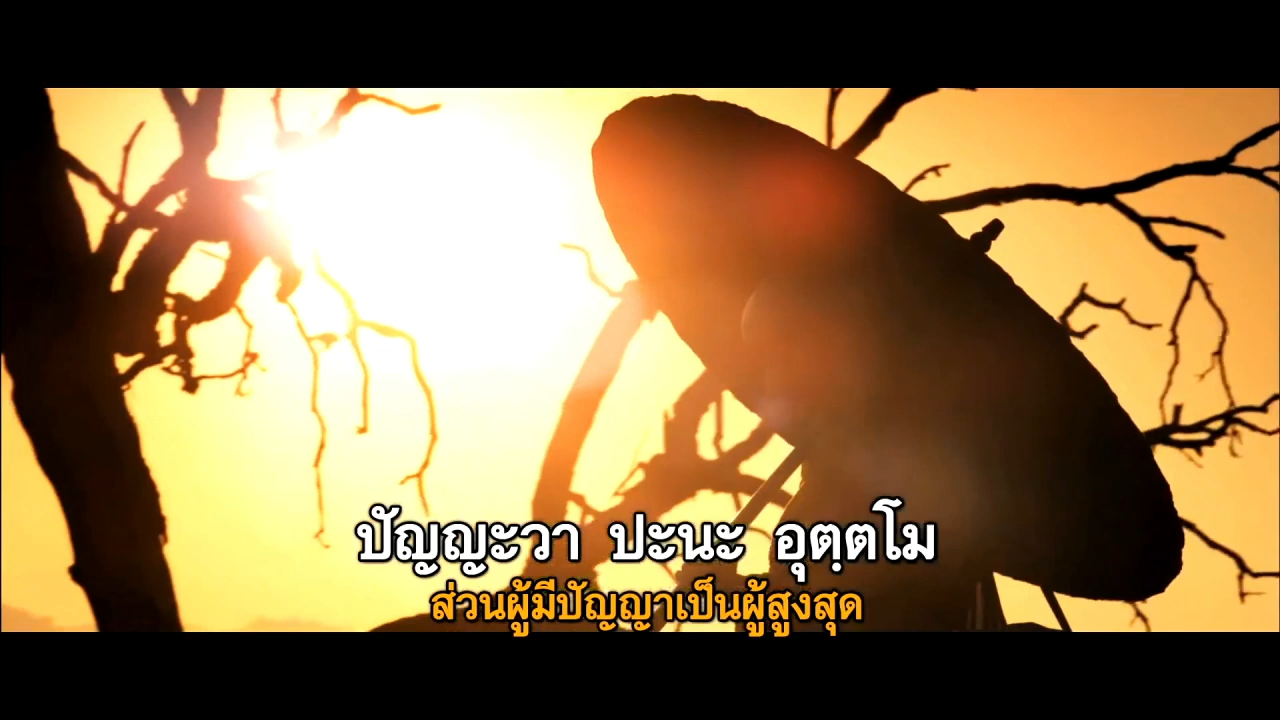 ปัญญะวา ปะนะ อุตฺตโม
ส่วนผู้มีปัญญาเป็นผู้สูงสุด